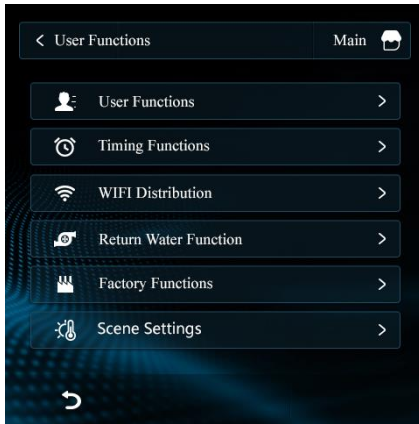 User Functions Main
User Functions
Timing Functions
WIFI Distribution
Return Water Function
Factory Functions
Scene Settings